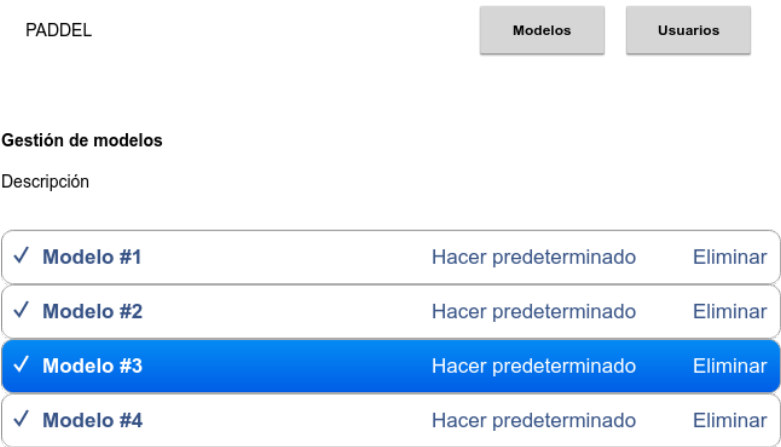 PADDEL Modelos Usuarios
Gestión de modelos
Descripción
✓ Modelo #1 Hacer predeterminado Eliminar
✓ Modelo #2 Hacer predeterminado Eliminar
✓ Modelo #3 Hacer predeterminado Eliminar
✓ Modelo #4 Hacer predeterminado Eliminar